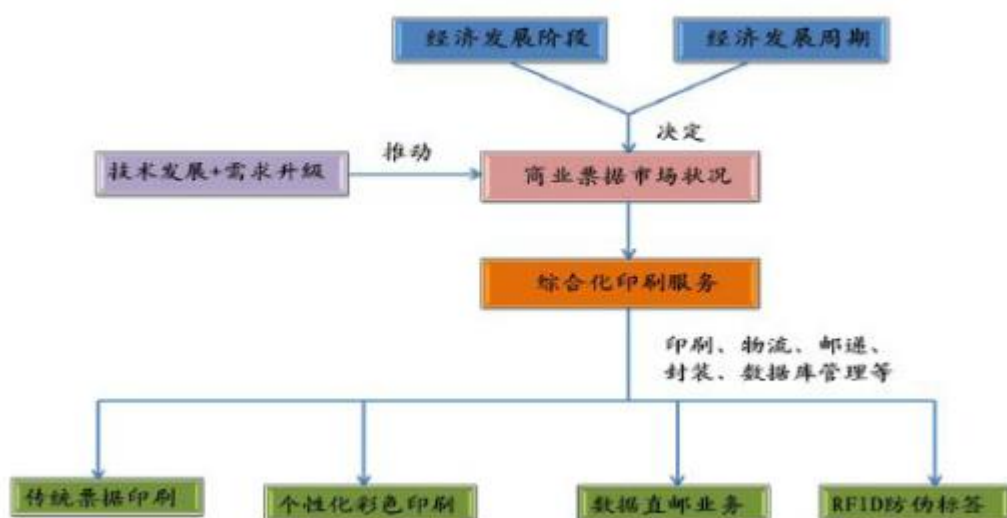 经济发展阶段
经济发展周期
决定
推动
技术发展+需求升级
商业票据市场状况
综合化印刷服务
印刷、物流、邮递、
封装、数据库管理等
传统票据印刷
个性化彩色印刷
数据直邮业务
RFID防伪标签